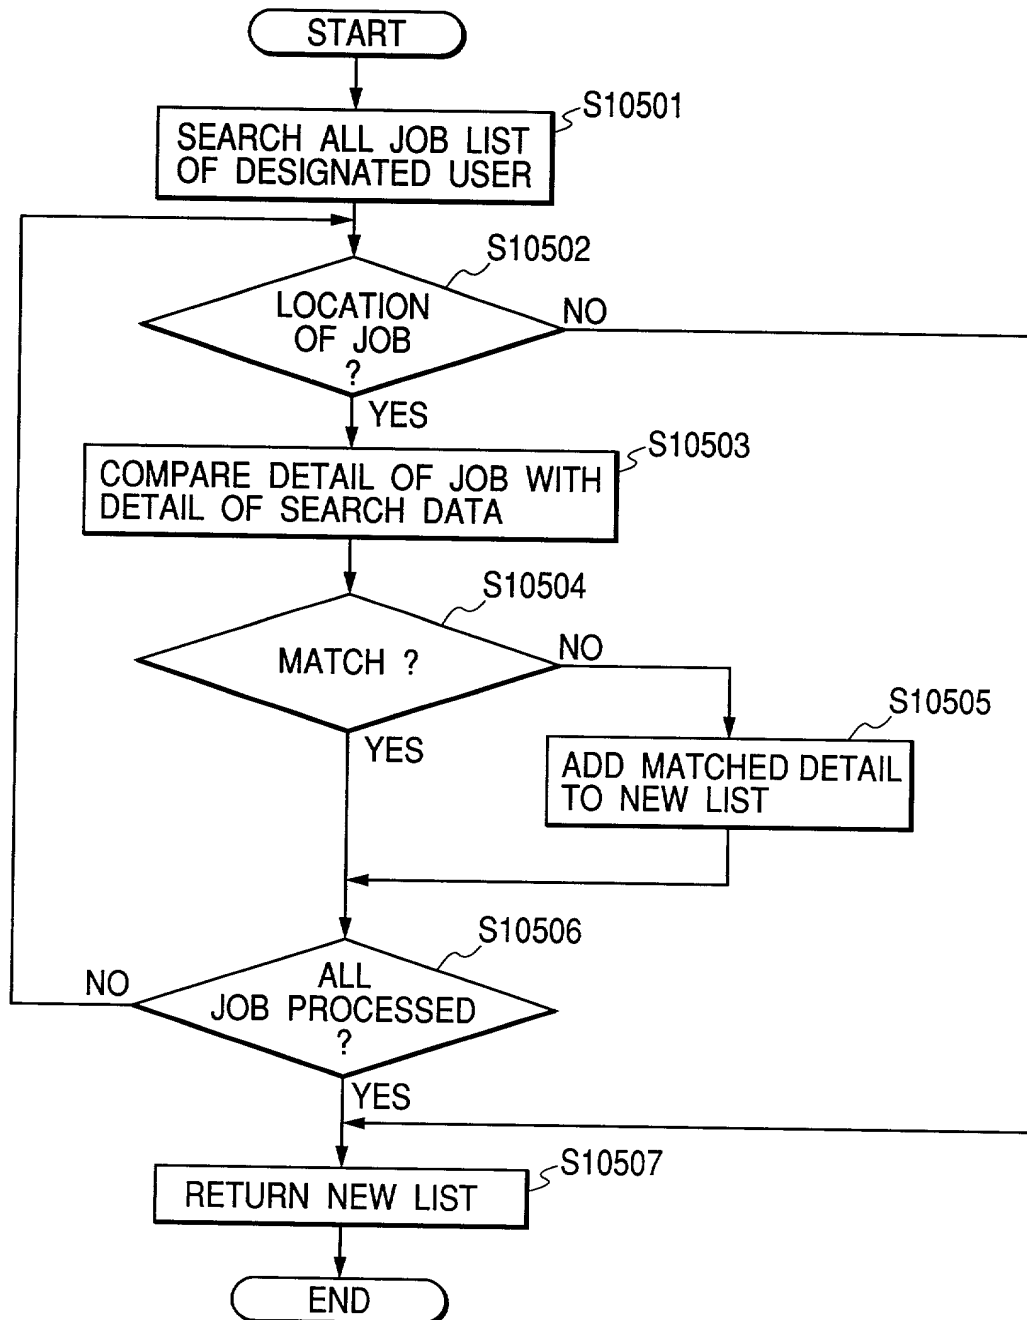 START
S10501
SEARCH ALL JOB LIST
OF DESIGNATED USER
S10502
LOCATION
OF JOB
?
NO
YES
S10503
COMPARE DETAIL OF JOB WITH
DETAIL OF SEARCH DATA
S10504
MATCH ?
NO
YES
S10505
ADD MATCHED DETAIL
TO NEW LIST
S10506
ALL
JOB PROCESSED
?
NO
YES
S10507
RETURN NEW LIST
END